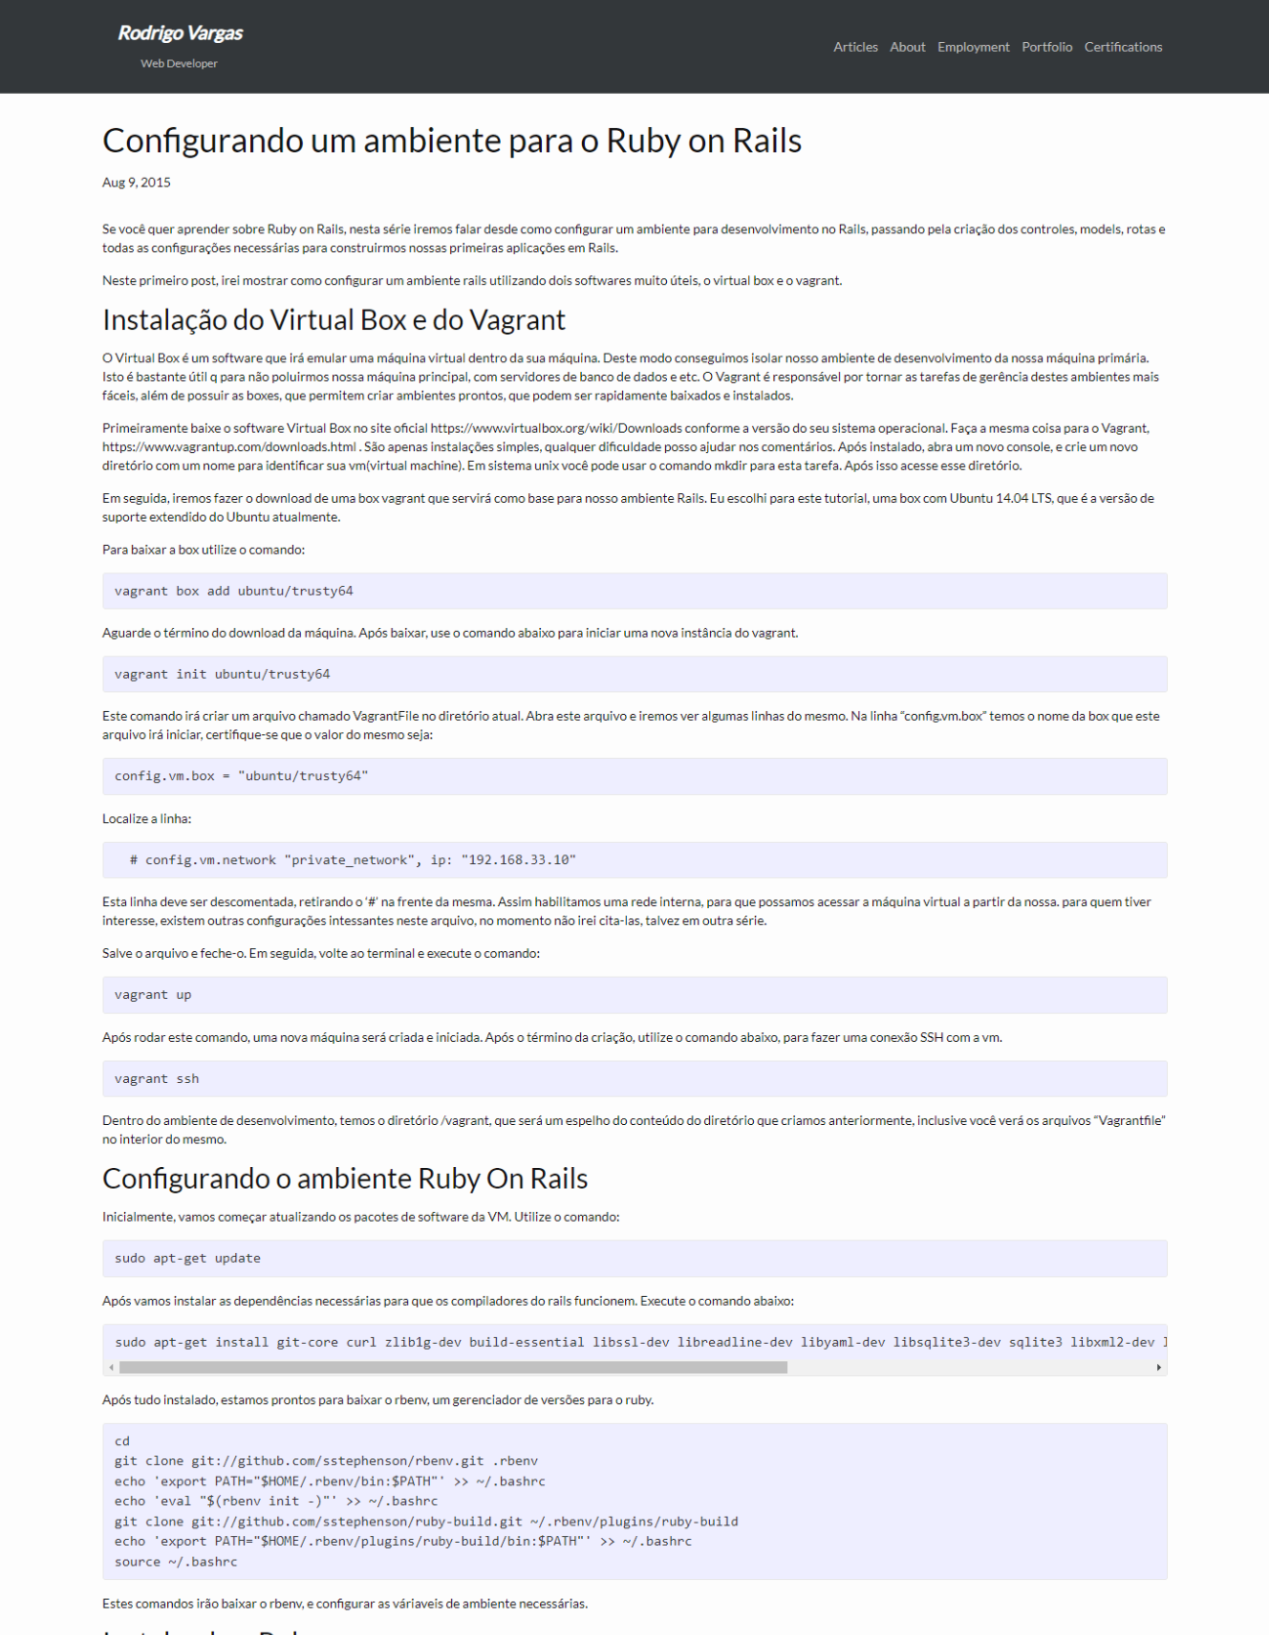 Rodrigo Vargas
Web Developer
Articles About Employment Portfolio Certifications
Configurando um ambiente para o Ruby on Rails
Aug 9, 2015
Se você quer aprender sobre Ruby on Rails, nesta série iremos falar desde como configurar um ambiente para desenvolvimento no Rails, passando pela criação dos controles, models, rotas e
todas as configurações necessárias para construirmos nossas primeiras aplicações em Rails.
Neste primeiro post, irei mostrar como configurar um ambiente rails utilizando dois softwares muito úteis, o virtual box e o vagrant.
Instalação do Virtual Box e do Vagrant
O Virtual Box é um software que irá emular uma máquina virtual dentro da sua máquina. Deste modo conseguimos isolar nosso ambiente de desenvolvimento da nossa máquina primária.
Isto é bastante útil q para não poluirmos nossa máquina principal, com servidores de banco de dados e etc. O Vagrant é responsável por tornar as tarefas de gerência destes ambientes mais
fáceis, além de possuir as boxes, que permitem criar ambientes prontos, que podem ser rapidamente baixados e instalados.
Primeiramente baixe o software Virtual Box no site oficial https://www.virtualbox.org/wiki/Downloads conforme a versão do seu sistema operacional. Faça a mesma coisa para o Vagrant,
https://www.vagrantup.com/downloads.html . São apenas instalações simples, qualquer dificuldade posso ajudar nos comentários. Após instalado, abra um novo console, e crie um novo
diretório com um nome para identificar sua vm(virtual machine). Em sistema unix você pode usar o comando mkdir para esta tarefa. Após isso acesse esse diretório.
Em seguida, iremos fazer o download de uma box vagrant que servirá como base para nosso ambiente Rails. Eu escolhi para este tutorial, uma box com Ubuntu 14.04 LTS, que é a versão de
suporte extendido do Ubuntu atualmente.
Para baixar a box utilize o comando:
vagrant box add ubuntu/trusty64
Aguarde o término do download da máquina. Após baixar, use o comando abaixo para iniciar uma nova instância do vagrant.
vagrant init ubuntu/trusty64
Este comando irá criar um arquivo chamado VagrantFile no diretório atual. Abra este arquivo e iremos ver algumas linhas do mesmo. Na linha “config.vm.box” temos o nome da box que este
arquivo irá iniciar, certifique-se que o valor do mesmo seja:
config.vm.box = "ubuntu/trusty64"
Localize a linha:
# config.vm.network "private_network", ip: "192.168.33.10"
Esta linha deve ser descomentada, retirando o ‘#’ na frente da mesma. Assim habilitamos uma rede interna, para que possamos acessar a máquina virtual a partir da nossa. para quem tiver
interesse, existem outras configurações intessantes neste arquivo, no momento não irei cita-las, talvez em outra série.
Salve o arquivo e feche-o. Em seguida, volte ao terminal e execute o comando:
vagrant up
Após rodar este comando, uma nova máquina será criada e iniciada. Após o término da criação, utilize o comando abaixo, para fazer uma conexão SSH com a vm.
vagrant ssh
Dentro do ambiente de desenvolvimento, temos o diretório /vagrant, que será um espelho do conteúdo do diretório que criamos anteriormente, inclusive você verá os arquivos “Vagrantfile”
no interior do mesmo.
Configurando o ambiente Ruby On Rails
Inicialmente, vamos começar atualizando os pacotes de software da VM. Utilize o comando:
sudo apt-get update
Após vamos instalar as dependências necessárias para que os compiladores do rails funcionem. Execute o comando abaixo:
sudo apt-get install git-core curl zlib1g-dev build-essential libssl-dev libreadline-dev libyaml-dev libsqlite3-dev sqlite3 libxml2-dev
Após tudo instalado, estamos prontos para baixar o rbenv, um gerenciador de versões para o ruby.
cd
git clone git://github.com/sstephenson/rbenv.git .rbenv
echo 'export PATH="$HOME/.rbenv/bin:$PATH"' >> ~/.bashrc
echo 'eval "$(rbenv init -)"' >> ~/.bashrc
git clone git://github.com/sstephenson/ruby-build.git ~/.rbenv/plugins/ruby-build
echo 'export PATH="$HOME/.rbenv/plugins/ruby-build/bin:$PATH"' >> ~/.bashrc
source ~/.bashrc
Estes comandos irão baixar o rbenv, e configurar as váriaveis de ambiente necessárias.